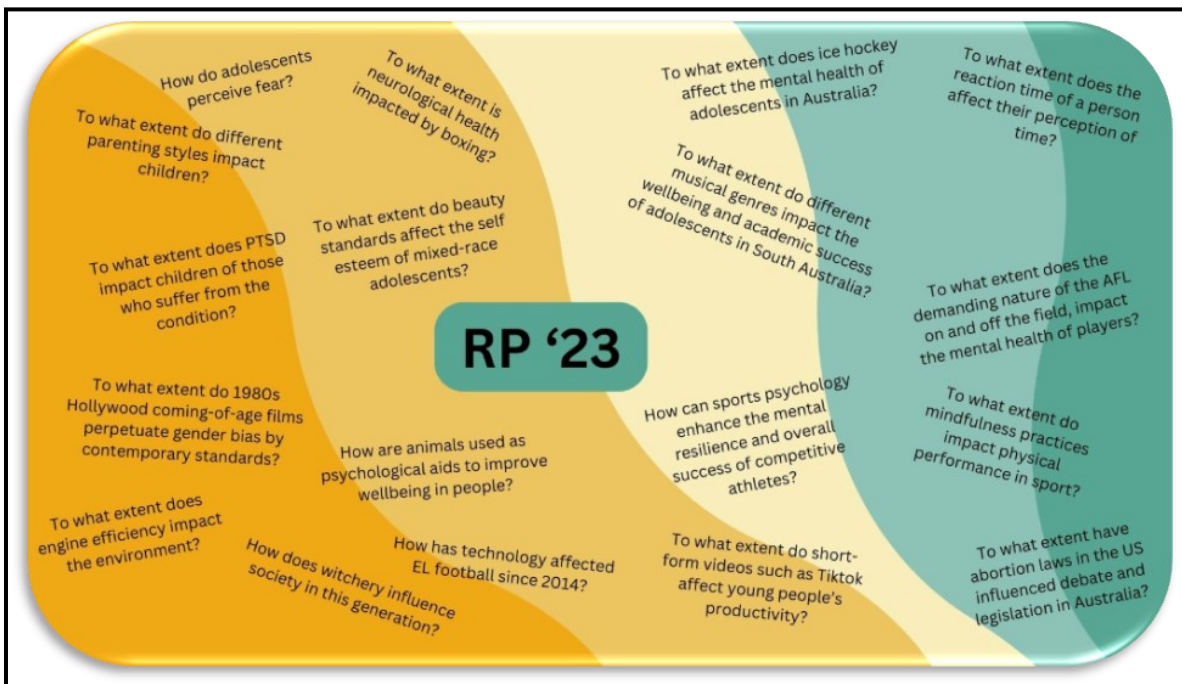 How do adolescents
perceive fear?
To what extent is
neurological health
impacted by boxing?
To what extent does ice hockey
affect the mental health of
adolescents in Australia?
To what extent does the
reaction time of a person
affect their perception of
time?
To what extent do different
parenting styles impact
children?
To what extent do different
musical genres impact the
wellbeing and academic success
of adolescents in South Australia?
To what extent do beauty
standards affect the self
esteem of mixed-race
adolescents?
To what extent does PTSD
impact children of those
who suffer from the
condition?
To what extent does the
demanding nature of the AFL
on and off the field, impact
the mental health of players?
RP ‘23
To what extent do 1980s
Hollywood coming-of-age films
perpetuate gender bias by
contemporary standards?
How are animals used as
psychological aids to improve
wellbeing in people?
How can sports psychology
enhance the mental
resilience and overall
success of competitive
athletes?
To what extent do
mindfulness practices
impact physical
performance in sport?
To what extent does
engine efficiency impact
the environment?
How does witchery influence
society in this generation?
How has technology affected
EL football since 2014?
To what extent do short-
form videos such as Tiktok
affect young people's
productivity?
To what extent have
abortion laws in the US
influenced debate and
legislation in Australia?